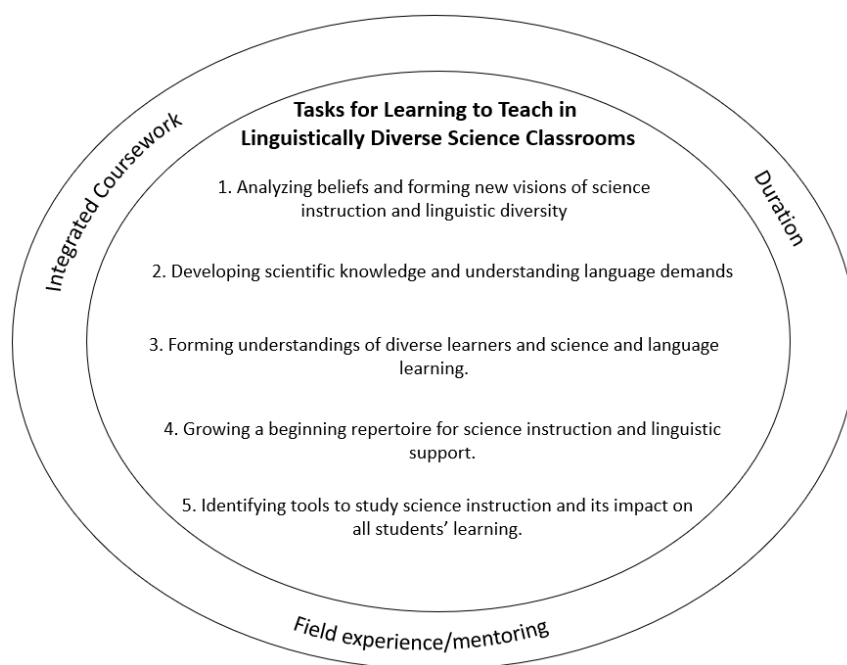 Tasks for Learning to Teach in
Linguistically Diverse Science Classrooms
1. Analyzing beliefs and forming new visions of science
instruction and linguistic diversity
2. Developing scientific knowledge and understanding language demands
3. Forming understandings of diverse learners and science and language
learning.
4. Growing a beginning repertoire for science instruction and linguistic
support.
5. Identifying tools to study science instruction and its impact on
all students’ learning.
Integrated Coursework
Duration
Field experience/mentoring